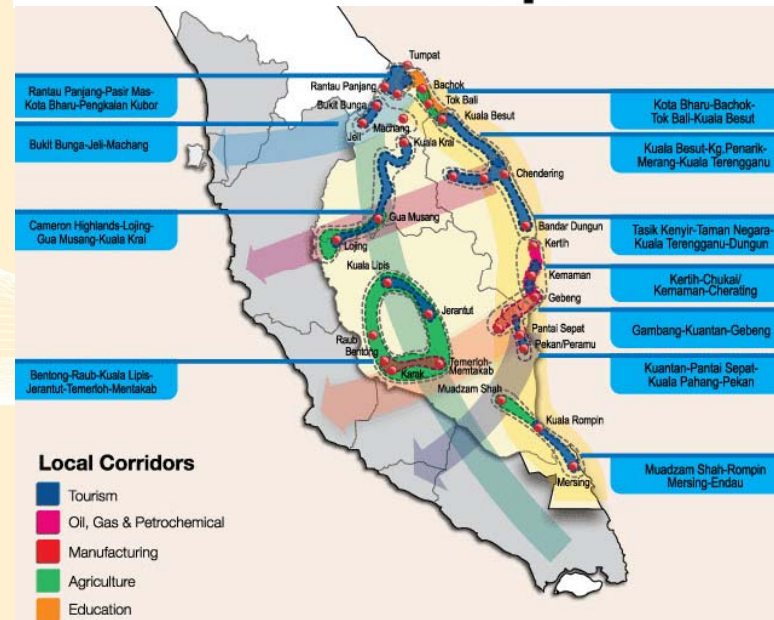 Rantau Panjang-Pasir Mas-
Kota Bharu-Pengkalan Kubor
Bukit Bunga-Jeli-Machang
Cameron Highlands-Lojing-
Gua Musang-Kuala Krai
Bentong-Raub-Kuala Lipis-
Jerantut-Temerloh-Mentakab
Tumpat
Rantau Panjang
Bachok
Bukit Bunga
Tok Bali
Machang
Kuala Besut
Jeli
Kuala Krai
Chendering
Gua Musang
Bandar Dungun
Lojing
Kertih
Kuala Lipis
Kemaman
Gebeng
Jerantut
Pantai Sepat
Raub
Pekan/Peramu
Bentong
Temerloh-
Memtakab
Karak
Muadzam Shah
Kuala Rompin
Mersing
Kota Bharu-Bachok-
Tok Bali-Kuala Besut
Kuala Besut-Kg.Penarik-
Merang-Kuala Terengganu
Tasik Kenyir-Taman Negara-
Kuala Terengganu-Dungun
Kertih-Chukai/
Kemaman-Cherating
Gambang-Kuantan-Gebeng
Kuantan-Pantai Sepat-
Kuala Pahang-Pekan
Muadzam Shah-Rompin
Mersing-Endau
Local Corridors
Tourism
Oil, Gas & Petrochemical
Manufacturing
Agriculture
Education